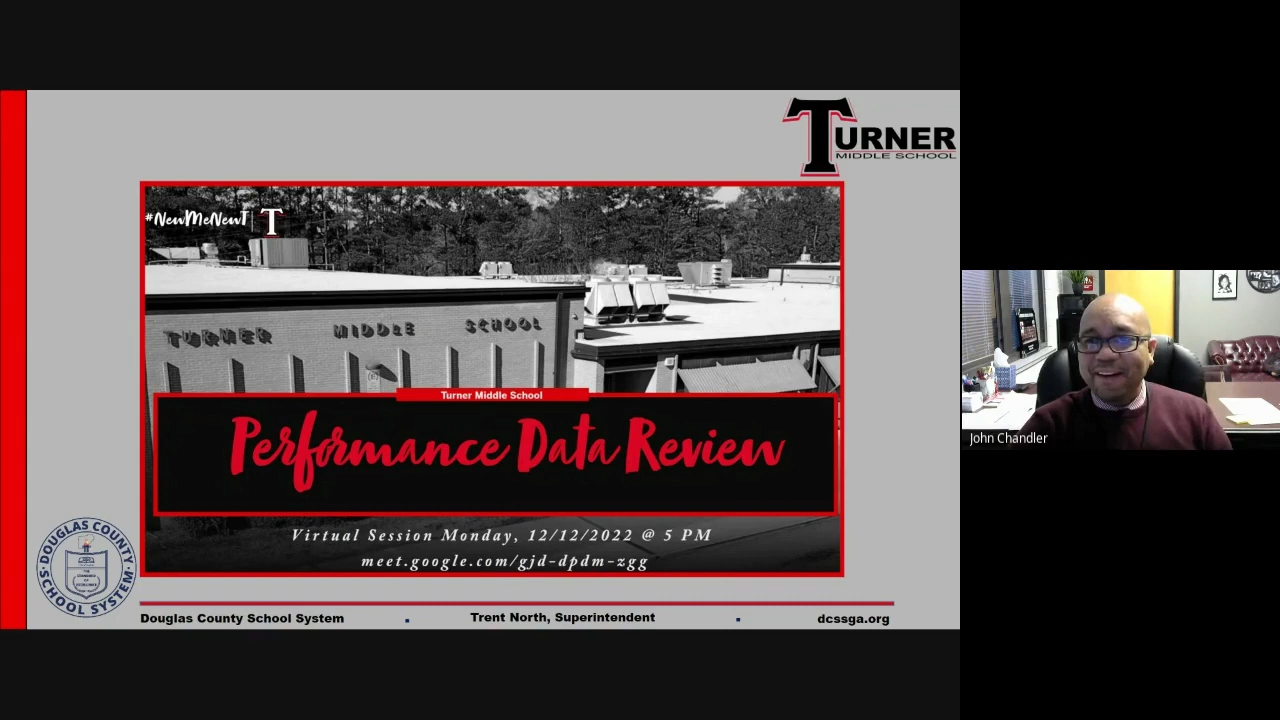 TURNER
MIDDLE SCHOOL
#NewMeNewT
T
TURNER MIDDLE SCHOOL
Turner Middle School
Performance Data Review
Virtual Session Monday, 12/12/2022 @ 5 PM
meet.google.com/gjd-dpdm-zgg
DOUGLAS COUNTY
SCHOOL SYSTEM
Douglas County School System . Trent North, Superintendent . dcssga.org
John Chandler